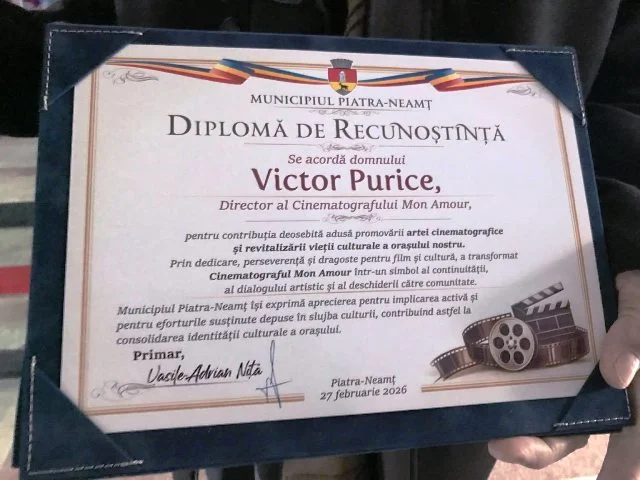 MUNICIPIUL PIATRA-NEAMȚ
DIPLOMĂ DE RECUNOȘTINȚĂ
Se acordă domnului
Victor Purice,
Director al Cinematografului Mon Amour,
pentru contribuția deosebită adusă promovării artei cinematografice
și revitalizării vieții culturale a orașului nostru.
Prin dedicare, perseverență și dragoste pentru film și cultură, a transformat
Cinematograful Mon Amour într-un simbol al continuității,
al dialogului artistic și al deschiderii către comunitate.
Municipiul Piatra-Neamț își exprimă aprecierea pentru implicarea activă și
pentru eforturile susținute depuse în slujba culturii, contribuind astfel la
consolidarea identității culturale a orașului.
Primar,
Vasile-Adrian Niță
Piatra-Neamț
27 februarie 2026